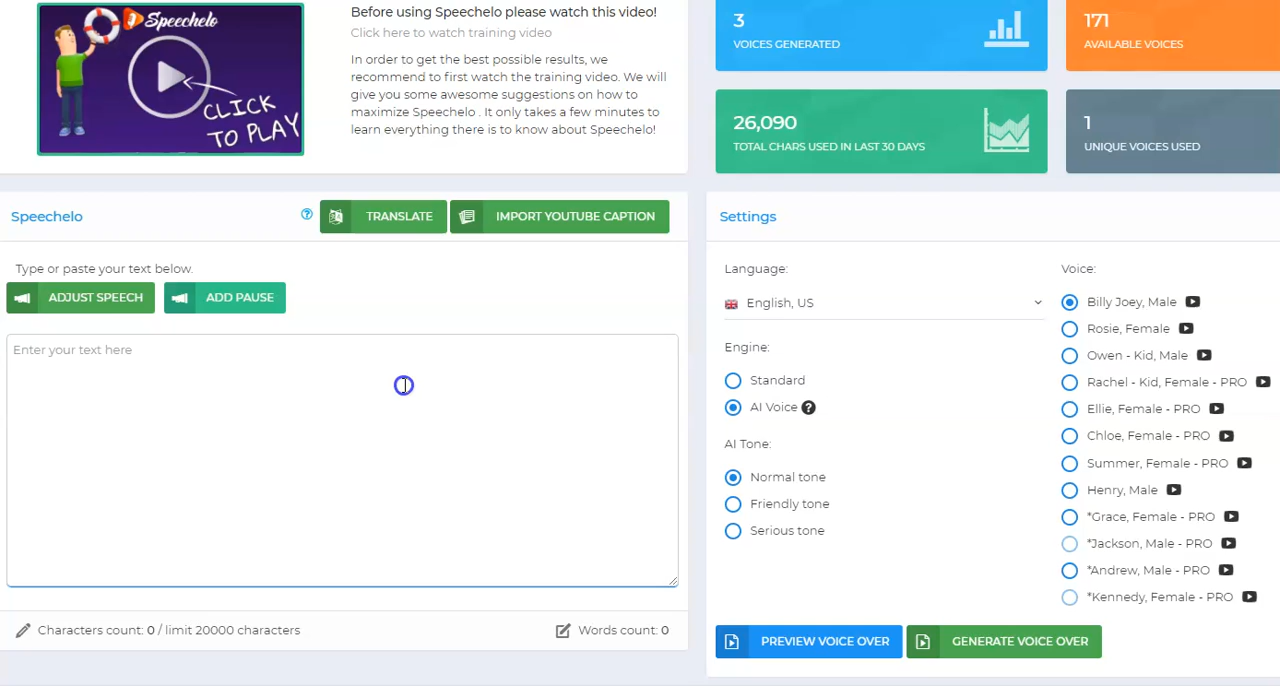 Speechelo
CLICK
TO PLAY
Before using Speechelo please watch this video!
Click here to watch training video
In order to get the best possible results, we
recommend to first watch the training video. We will
give you some awesome suggestions on how to
maximize Speechelo . It only takes a few minutes to
learn everything there is to know about Speechelo!
3
VOICES GENERATED
171
AVAILABLE VOICES
26,090
TOTAL CHARS USED IN LAST 30 DAYS
1
UNIQUE VOICES USED
Speechelo
TRANSLATE
IMPORT YOUTUBE CAPTION
Type or paste your text below.
ADJUST SPEECH
ADD PAUSE
Enter your text here
Characters count: 0 / limit 20000 characters
Words count: 0
Settings
Language:
English, US
Engine:
Standard
AI Voice
AI Tone:
Normal tone
Friendly tone
Serious tone
Voice:
Billy Joey, Male
Rosie, Female
Owen - Kid, Male
Rachel - Kid, Female - PRO
Ellie, Female - PRO
Chloe, Female - PRO
Summer, Female - PRO
Henry, Male
*Grace, Female - PRO
*Jackson, Male - PRO
*Andrew, Male - PRO
*Kennedy, Female - PRO
PREVIEW VOICE OVER
GENERATE VOICE OVER